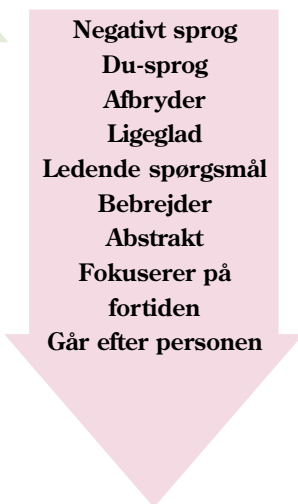 Negativt sprog
Du-sprog
Afbryder
Ligeglad
Ledende spørgsmål
Bebrejder
Abstrakt
Fokuserer på
fortiden
Går efter personen